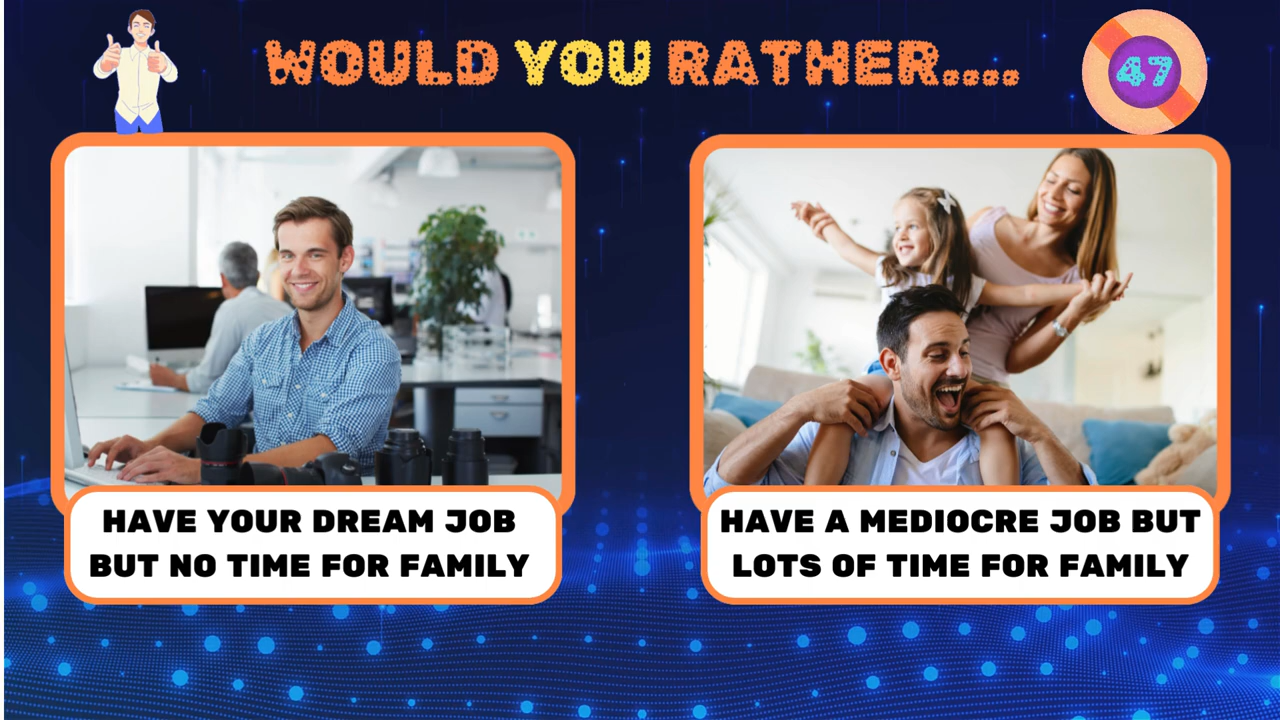 WOULD YOU RATHER....
47
HAVE YOUR DREAM JOB
BUT NO TIME FOR FAMILY
HAVE A MEDIOCRE JOB BUT
LOTS OF TIME FOR FAMILY